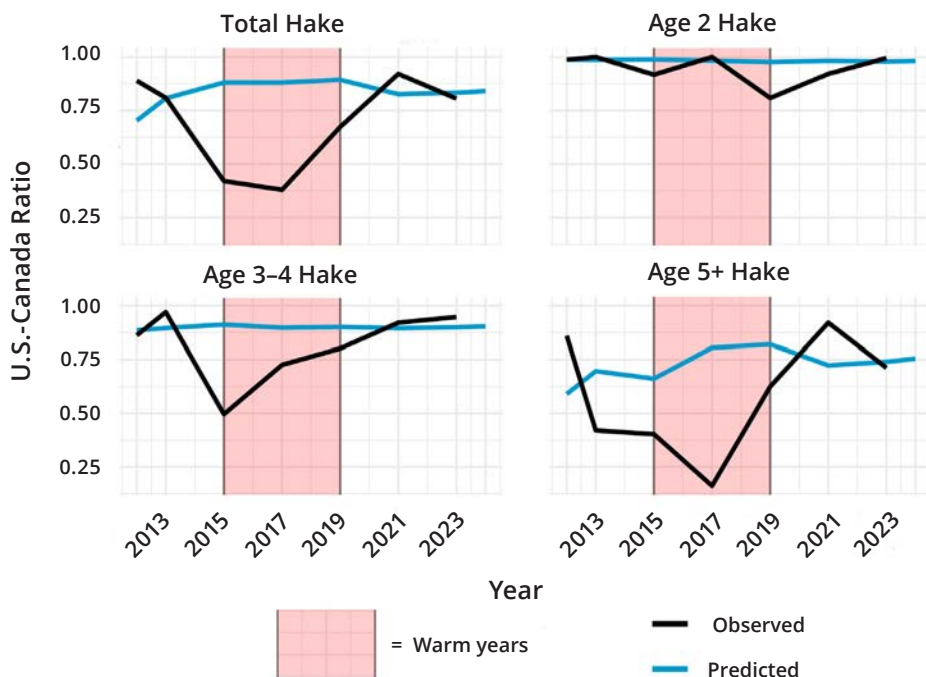 Total Hake
Age 2 Hake
1.00
0.75
0.50
0.25
U.S.-Canada Ratio
Age 3–4 Hake
Age 5+ Hake
1.00
0.75
0.50
0.25
2013 2015 2017 2019 2021 2023
2013 2015 2017 2019 2021 2023
Year
= Warm years
Observed
Predicted